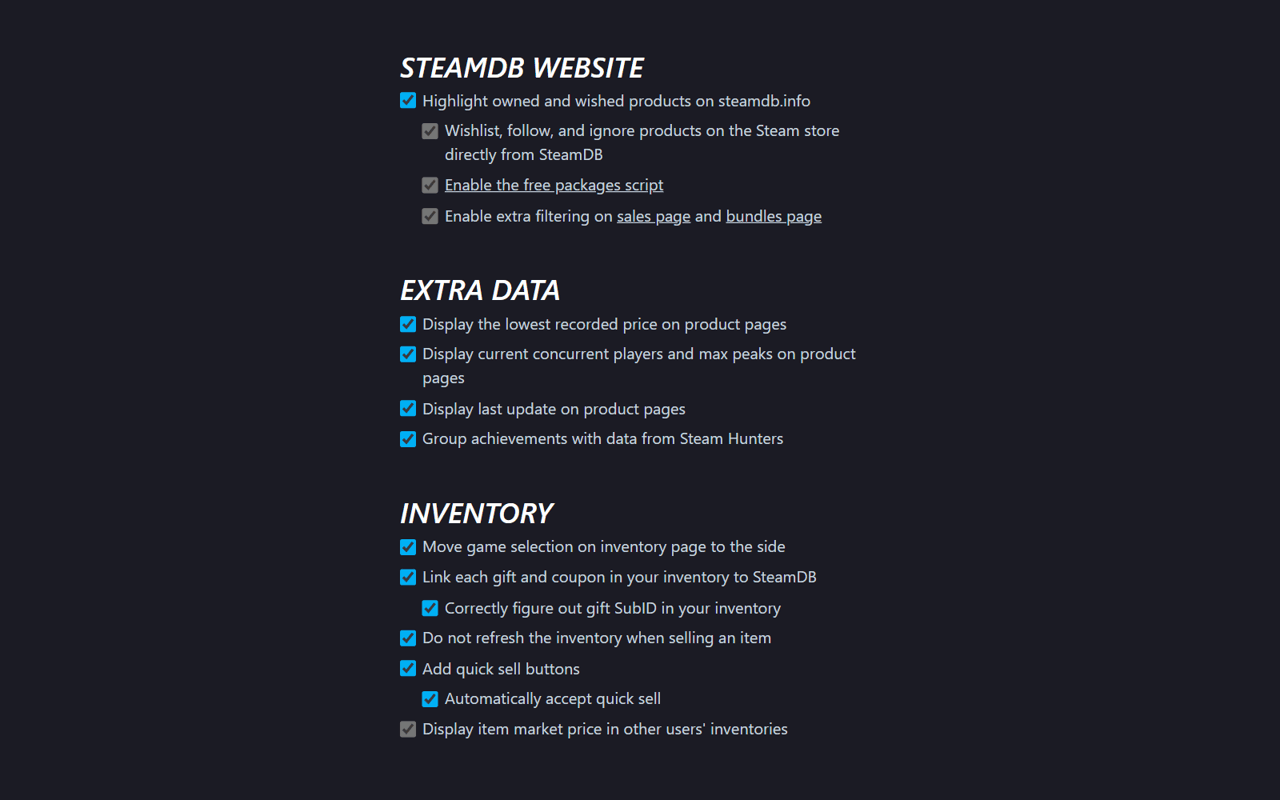 STEAMDB WEBSITE
Highlight owned and wished products on steamdb.info
Wishlist, follow, and ignore products on the Steam store
directly from SteamDB
Enable the free packages script
Enable extra filtering on sales page and bundles page
EXTRA DATA
Display the lowest recorded price on product pages
Display current concurrent players and max peaks on product
pages
Display last update on product pages
Group achievements with data from Steam Hunters
INVENTORY
Move game selection on inventory page to the side
Link each gift and coupon in your inventory to SteamDB
Correctly figure out gift SubID in your inventory
Do not refresh the inventory when selling an item
Add quick sell buttons
Automatically accept quick sell
Display item market price in other users' inventories